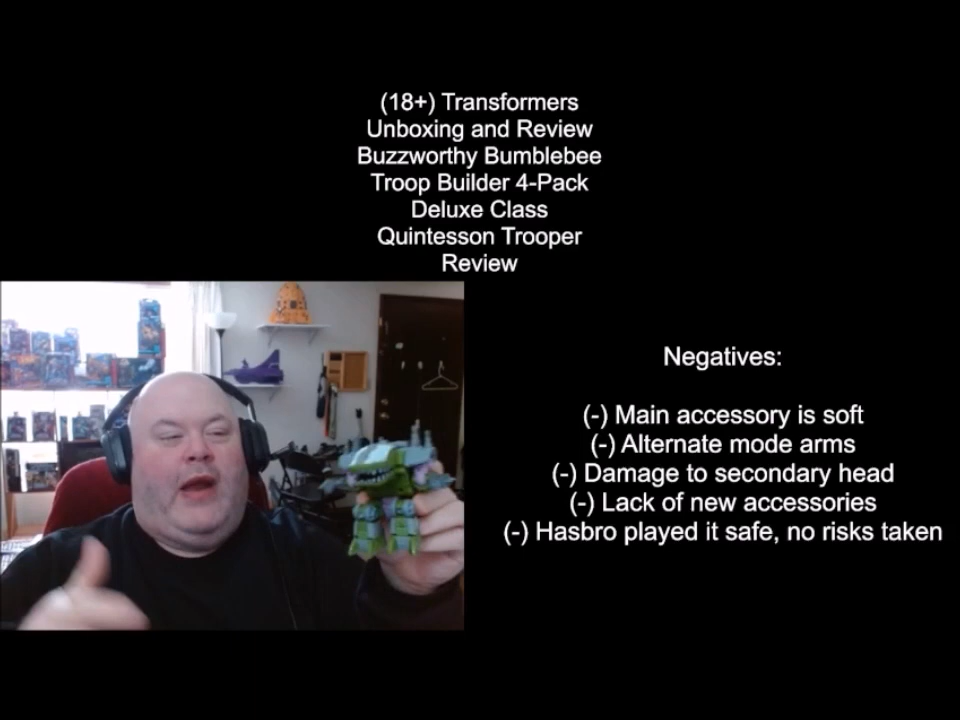 (18+) Transformers
Unboxing and Review
Buzzworthy Bumblebee
Troop Builder 4-Pack
Deluxe Class
Quintesson Trooper
Review
Negatives:
(-) Main accessory is soft
(-) Alternate mode arms
(-) Damage to secondary head
(-) Lack of new accessories
(-) Hasbro played it safe, no risks taken